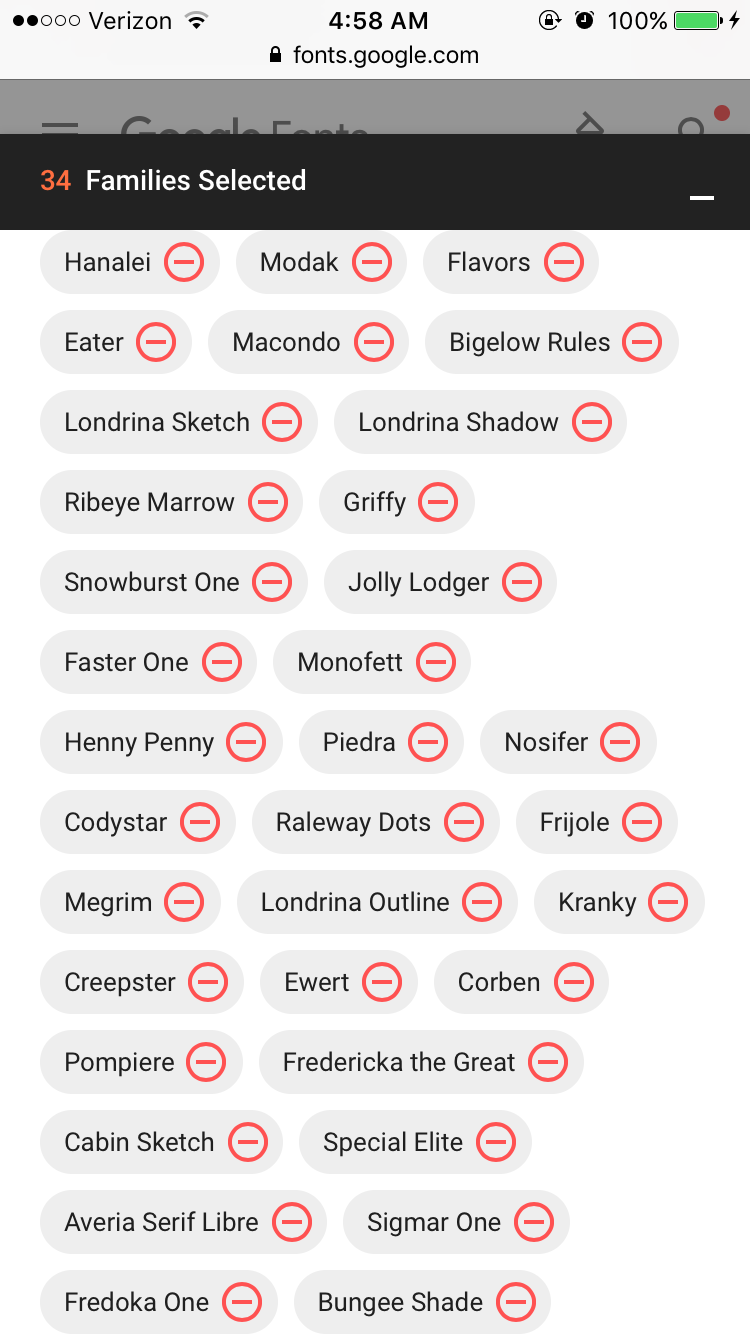 Verizon 4:58 AM 100%
fonts.google.com
Google Fonts
34 Families Selected
Hanalei Modak Flavors
Eater Macondo Bigelow Rules
Londrina Sketch Londrina Shadow
Ribeye Marrow Griffy
Snowburst One Jolly Lodger
Faster One Monofett
Henny Penny Piedra Nosifer
Codystar Raleway Dots Frijole
Megrim Londrina Outline Kranky
Creepster Ewert Corben
Pompiere Fredericka the Great
Cabin Sketch Special Elite
Averia Serif Libre Sigmar One
Fredoka One Bungee Shade